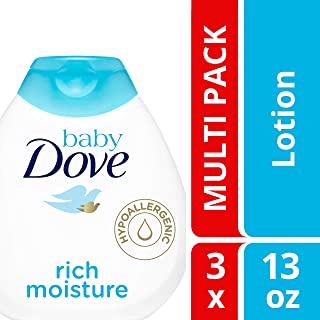 baby
Dove
HYPOALLERGENIC
rich
moisture
MULTI PACK
3 x
Lotion
13 oz